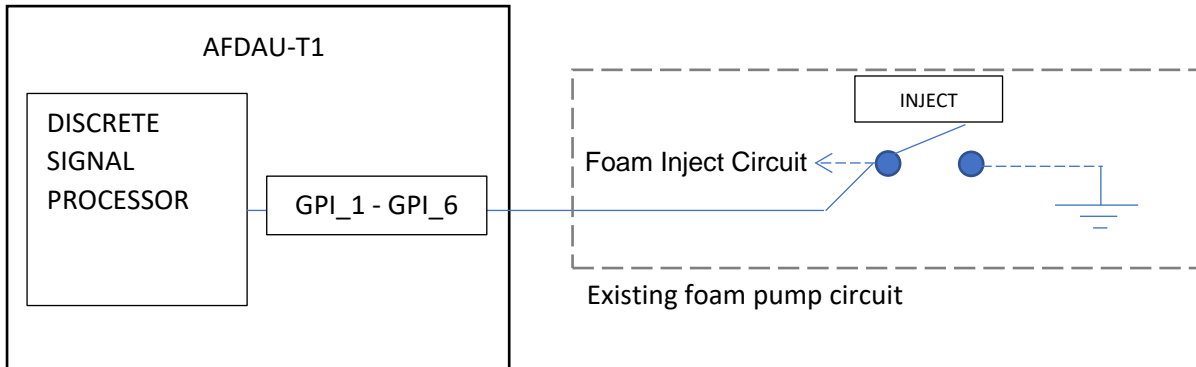 AFDAU-T1
DISCRETE
SIGNAL
PROCESSOR
GPI_1 - GPI_6
INJECT
Foam Inject Circuit
Existing foam pump circuit